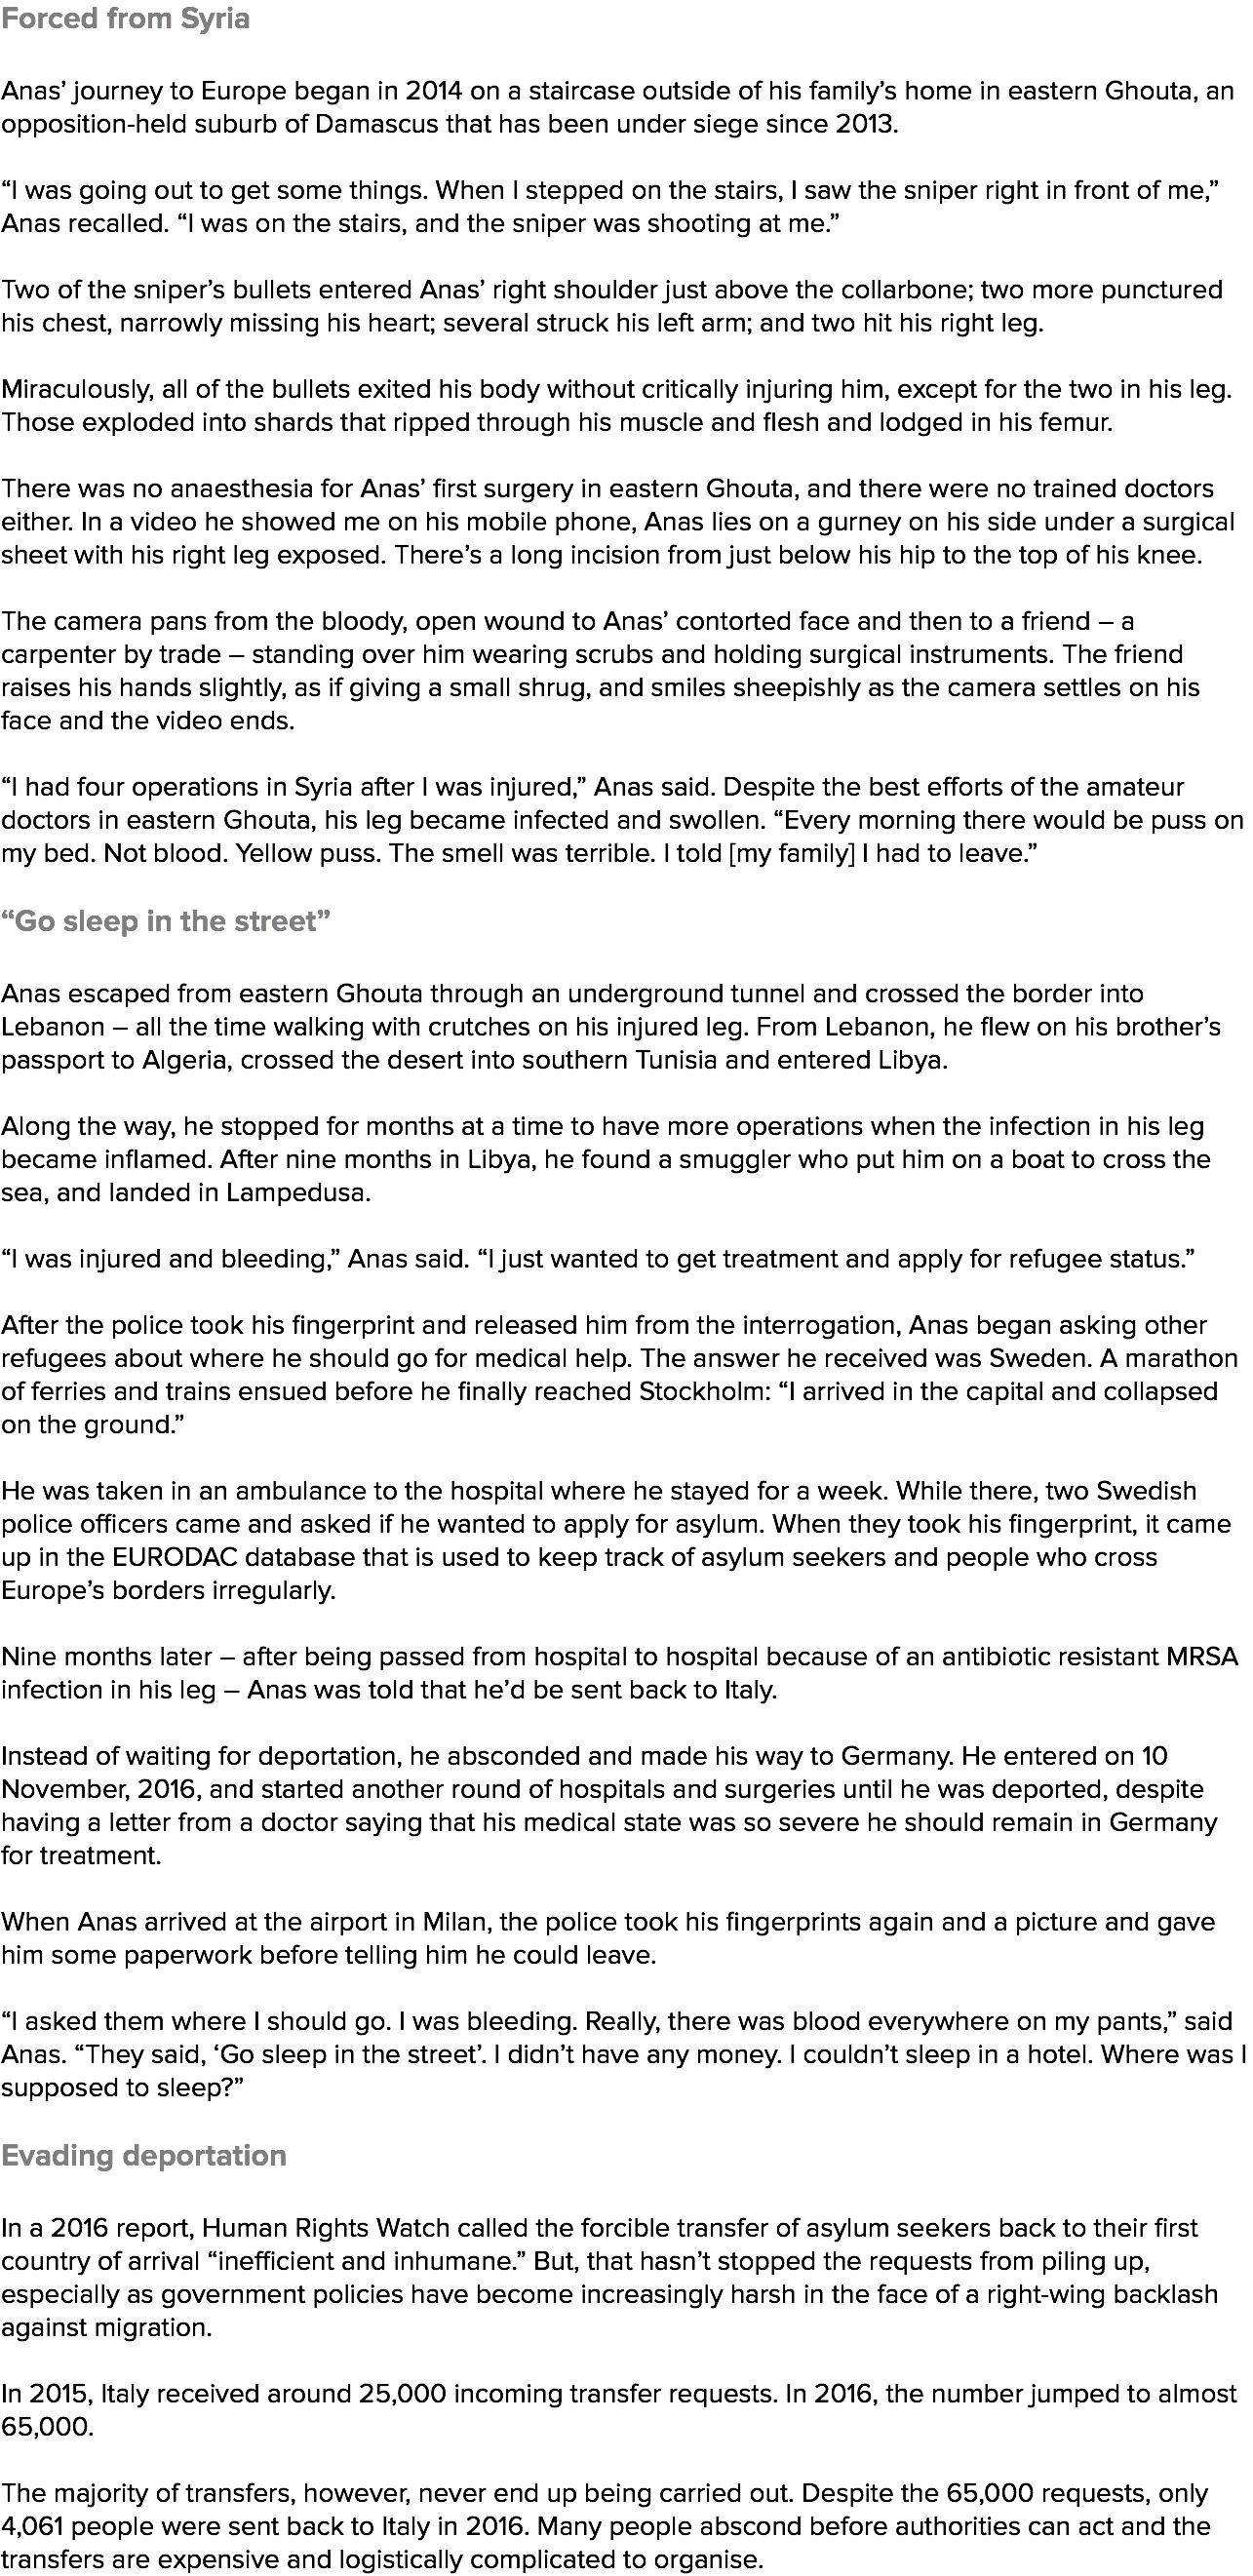 Forced from Syria
Anas’ journey to Europe began in 2014 on a staircase outside of his family’s home in eastern Ghouta, an
opposition-held suburb of Damascus that has been under siege since 2013.
“I was going out to get some things. When I stepped on the stairs, I saw the sniper right in front of me,”
Anas recalled. “I was on the stairs, and the sniper was shooting at me.”
Two of the sniper’s bullets entered Anas’ right shoulder just above the collarbone; two more punctured
his chest, narrowly missing his heart; several struck his left arm; and two hit his right leg.
Miraculously, all of the bullets exited his body without critically injuring him, except for the two in his leg.
Those exploded into shards that ripped through his muscle and flesh and lodged in his femur.
There was no anaesthesia for Anas’ first surgery in eastern Ghouta, and there were no trained doctors
either. In a video he showed me on his mobile phone, Anas lies on a gurney on his side under a surgical
sheet with his right leg exposed. There’s a long incision from just below his hip to the top of his knee.
The camera pans from the bloody, open wound to Anas’ contorted face and then to a friend – a
carpenter by trade – standing over him wearing scrubs and holding surgical instruments. The friend
raises his hands slightly, as if giving a small shrug, and smiles sheepishly as the camera settles on his
face and the video ends.
“I had four operations in Syria after I was injured,” Anas said. Despite the best efforts of the amateur
doctors in eastern Ghouta, his leg became infected and swollen. “Every morning there would be puss on
my bed. Not blood. Yellow puss. The smell was terrible. I told [my family] I had to leave.”
“Go sleep in the street”
Anas escaped from eastern Ghouta through an underground tunnel and crossed the border into
Lebanon – all the time walking with crutches on his injured leg. From Lebanon, he flew on his brother’s
passport to Algeria, crossed the desert into southern Tunisia and entered Libya.
Along the way, he stopped for months at a time to have more operations when the infection in his leg
became inflamed. After nine months in Libya, he found a smuggler who put him on a boat to cross the
sea, and landed in Lampedusa.
“I was injured and bleeding,” Anas said. “I just wanted to get treatment and apply for refugee status.”
After the police took his fingerprint and released him from the interrogation, Anas began asking other
refugees about where he should go for medical help. The answer he received was Sweden. A marathon
of ferries and trains ensued before he finally reached Stockholm: “I arrived in the capital and collapsed
on the ground.”
He was taken in an ambulance to the hospital where he stayed for a week. While there, two Swedish
police officers came and asked if he wanted to apply for asylum. When they took his fingerprint, it came
up in the EURODAC database that is used to keep track of asylum seekers and people who cross
Europe’s borders irregularly.
Nine months later – after being passed from hospital to hospital because of an antibiotic resistant MRSA
infection in his leg – Anas was told that he’d be sent back to Italy.
Instead of waiting for deportation, he absconded and made his way to Germany. He entered on 10
November, 2016, and started another round of hospitals and surgeries until he was deported, despite
having a letter from a doctor saying that his medical state was so severe he should remain in Germany
for treatment.
When Anas arrived at the airport in Milan, the police took his fingerprints again and a picture and gave
him some paperwork before telling him he could leave.
“I asked them where I should go. I was bleeding. Really, there was blood everywhere on my pants,” said
Anas. “They said, ‘Go sleep in the street’. I didn’t have any money. I couldn’t sleep in a hotel. Where was I
supposed to sleep?”
Evading deportation
In a 2016 report, Human Rights Watch called the forcible transfer of asylum seekers back to their first
country of arrival “inefficient and inhumane.” But, that hasn’t stopped the requests from piling up,
especially as government policies have become increasingly harsh in the face of a right-wing backlash
against migration.
In 2015, Italy received around 25,000 incoming transfer requests. In 2016, the number jumped to almost
65,000.
The majority of transfers, however, never end up being carried out. Despite the 65,000 requests, only
4,061 people were sent back to Italy in 2016. Many people abscond before authorities can act and the
transfers are expensive and logistically complicated to organise.